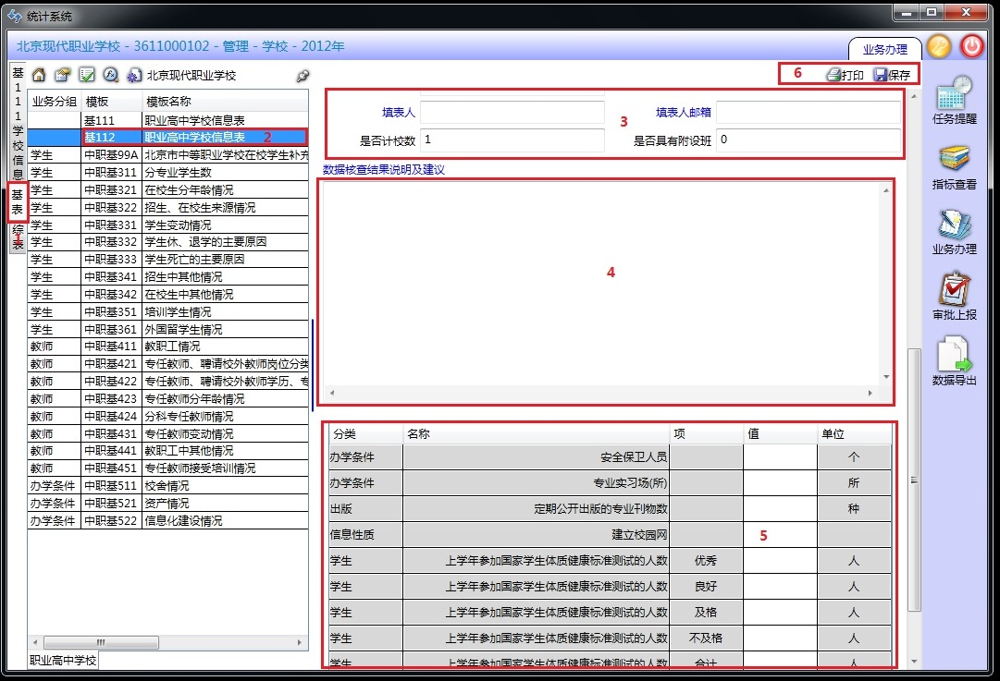 统计系统
北京现代职业学校 - 3611000102 - 管理 - 学校 - 2012年
业务办理
基111学校信息
基表
综表
1
北京现代职业学校
6 打印 保存
业务分组 模板 模板名称
基111 职业高中学校信息表
基112 职业高中学校信息表 2
学生 中职基99A 北京市中等职业学校在校学生补充
学生 中职基311 分专业学生数
学生 中职基321 在校生分年龄情况
学生 中职基322 招生、在校生来源情况
学生 中职基331 学生变动情况
学生 中职基332 学生休、退学的主要原因
学生 中职基333 学生死亡的主要原因
学生 中职基341 招生中其他情况
学生 中职基342 在校生中其他情况
学生 中职基351 培训学生情况
学生 中职基361 外国留学生情况
教师 中职基411 教职工情况
教师 中职基421 专任教师、聘请校外教师岗位分类
教师 中职基422 专任教师、聘请校外教师学历、专
教师 中职基423 专任教师分年龄情况
教师 中职基424 分科专任教师情况
教师 中职基431 专任教师变动情况
教师 中职基441 教职工中其他情况
教师 中职基451 专任教师接受培训情况
办学条件 中职基511 校舍情况
办学条件 中职基521 资产情况
办学条件 中职基522 信息化建设情况
职业高中学校
填表人 填表人邮箱
3
是否计校数 1 是否具有附设班 0
数据核查结果说明及建议
4
分类 名称 项 值 单位
办学条件 安全保卫人员 个
办学条件 专业实习场(所) 所
出版 定期公开出版的专业刊物数 种
信息性质 建立校园网 5
学生 上学年参加国家学生体质健康标准测试的人数 优秀 人
学生 上学年参加国家学生体质健康标准测试的人数 良好 人
学生 上学年参加国家学生体质健康标准测试的人数 及格 人
学生 上学年参加国家学生体质健康标准测试的人数 不及格 人
学生 上学年参加国家学生体质健康标准测试的人数 合计 人
任务提醒
指标查看
业务办理
审批上报
数据导出